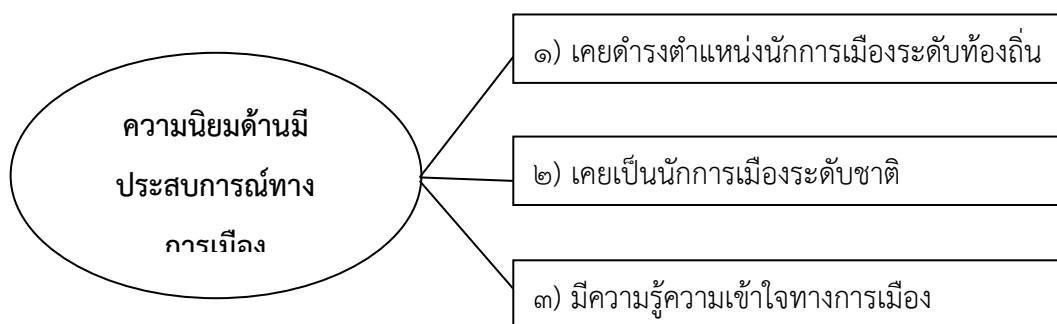 ความนิยมด้านมี
ประสบการณ์ทาง
การเมือง
๑) เคยดำรงตำแหน่งนักการเมืองระดับท้องถิ่น
๒) เคยเป็นนักการเมืองระดับชาติ
๓) มีความรู้ความเข้าใจทางการเมือง